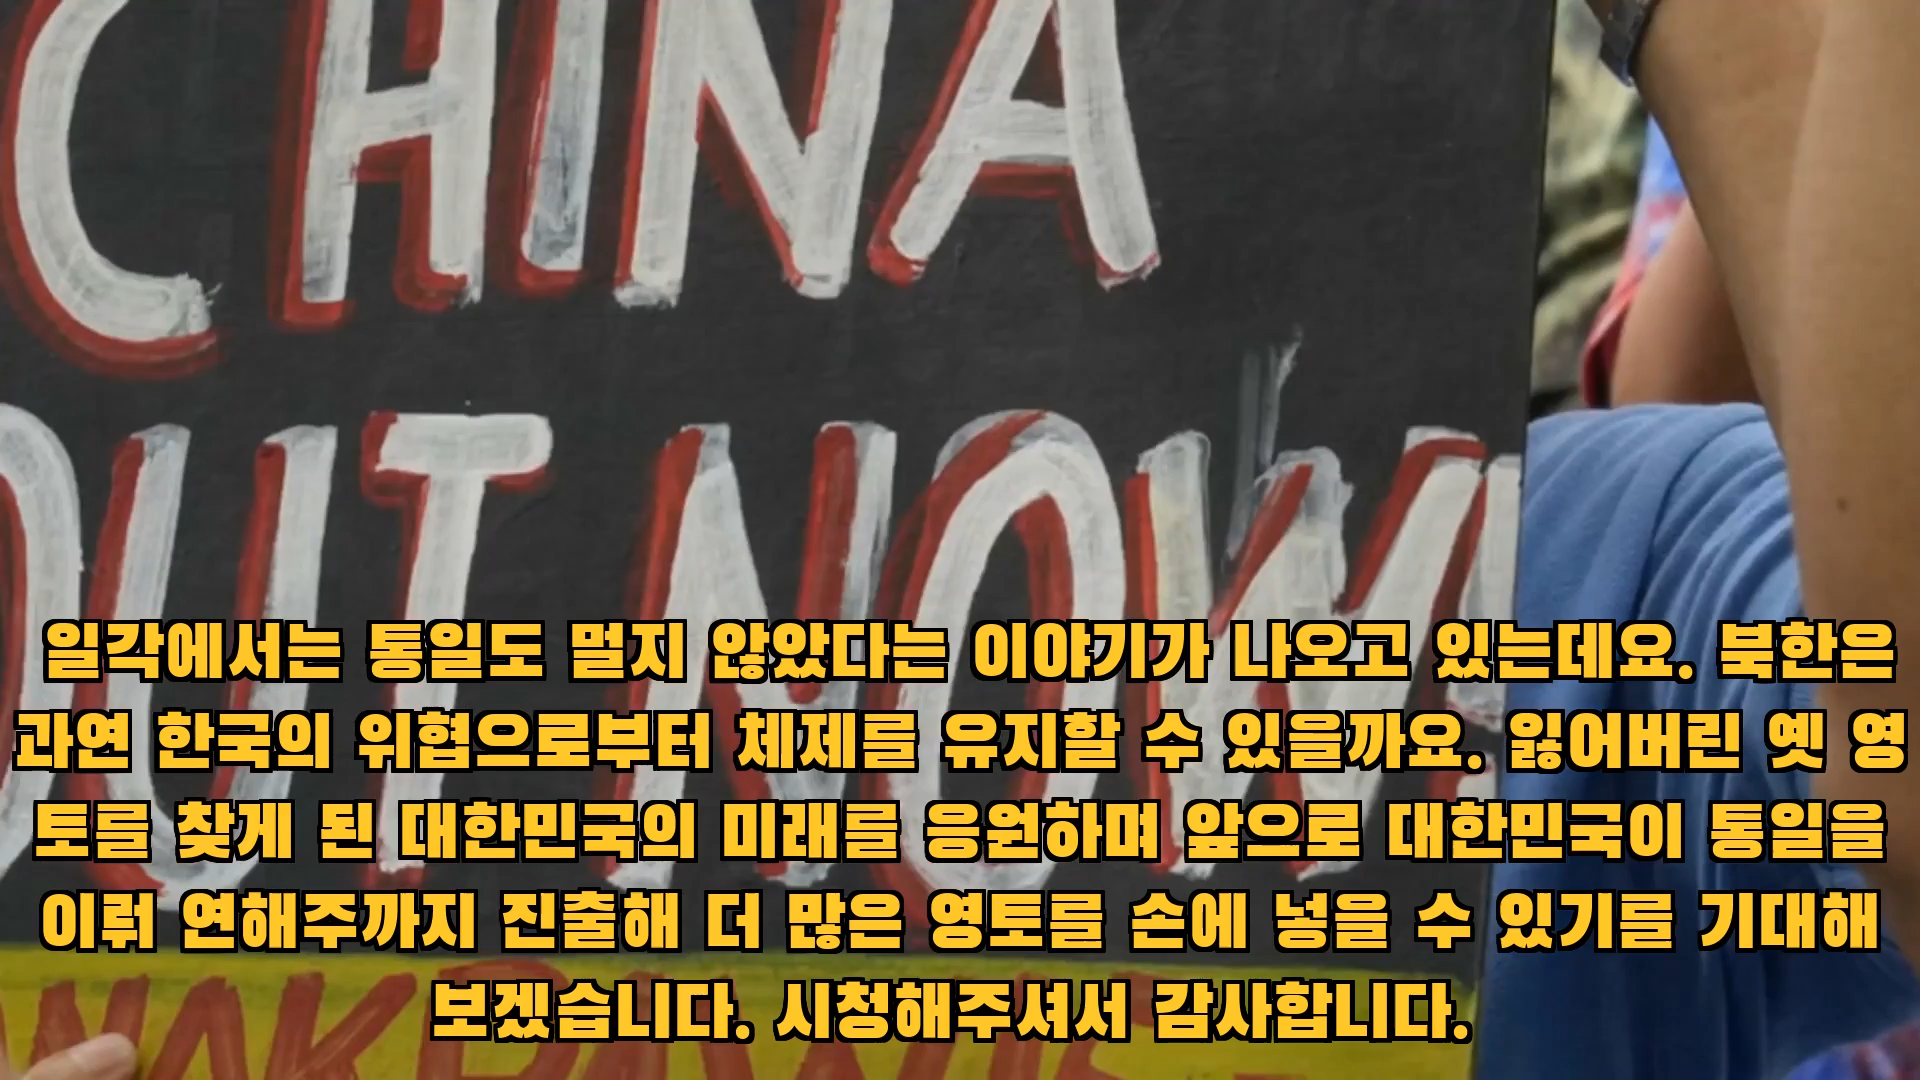 CHINA
OUT NOW!
일각에서는 통일도 멀지 않았다는 이야기가 나오고 있는데요. 북한은
과연 한국의 위협으로부터 체제를 유지할 수 있을까요. 잃어버린 옛 영
토를 찾게 된 대한민국의 미래를 응원하며 앞으로 대한민국이 통일을
이뤄 연해주까지 진출해 더 많은 영토를 손에 넣을 수 있기를 기대해
보겠습니다. 시청해주셔서 감사합니다.